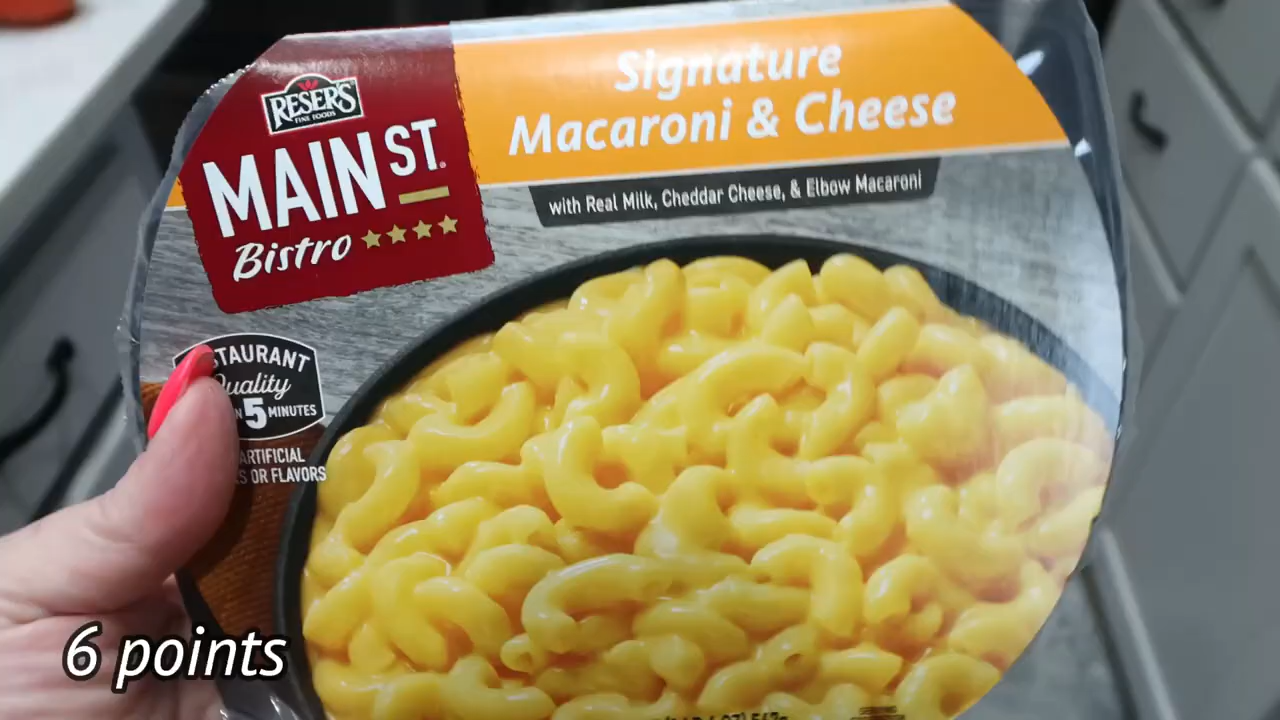 Signature
Macaroni & Cheese
with Real Milk, Cheddar Cheese, & Elbow Macaroni
RESER'S
FINE FOODS
MAIN ST.
Bistro
Quality
5 MINUTES
ARTIFICIAL
OR FLAVORS
6 points